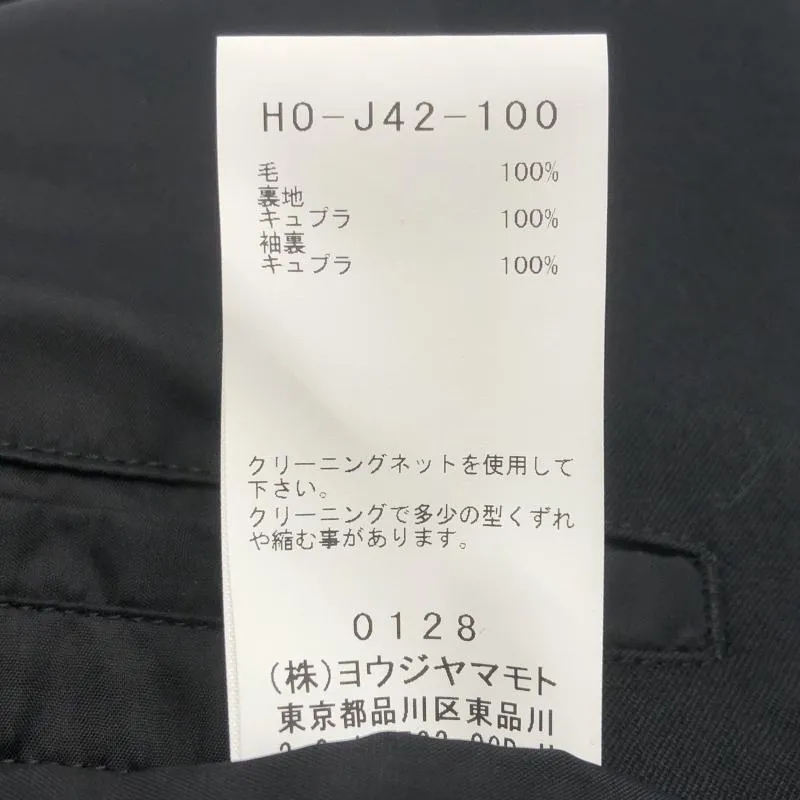 HO-J42-100
毛 100%
裏地
キュプラ 100%
袖裏
キュプラ 100%
クリーニングネットを使用して
下さい。
クリーニングで多少の型くずれ
や縮む事があります。
0128
(株)ヨウジヤマモト
東京都品川区東品川